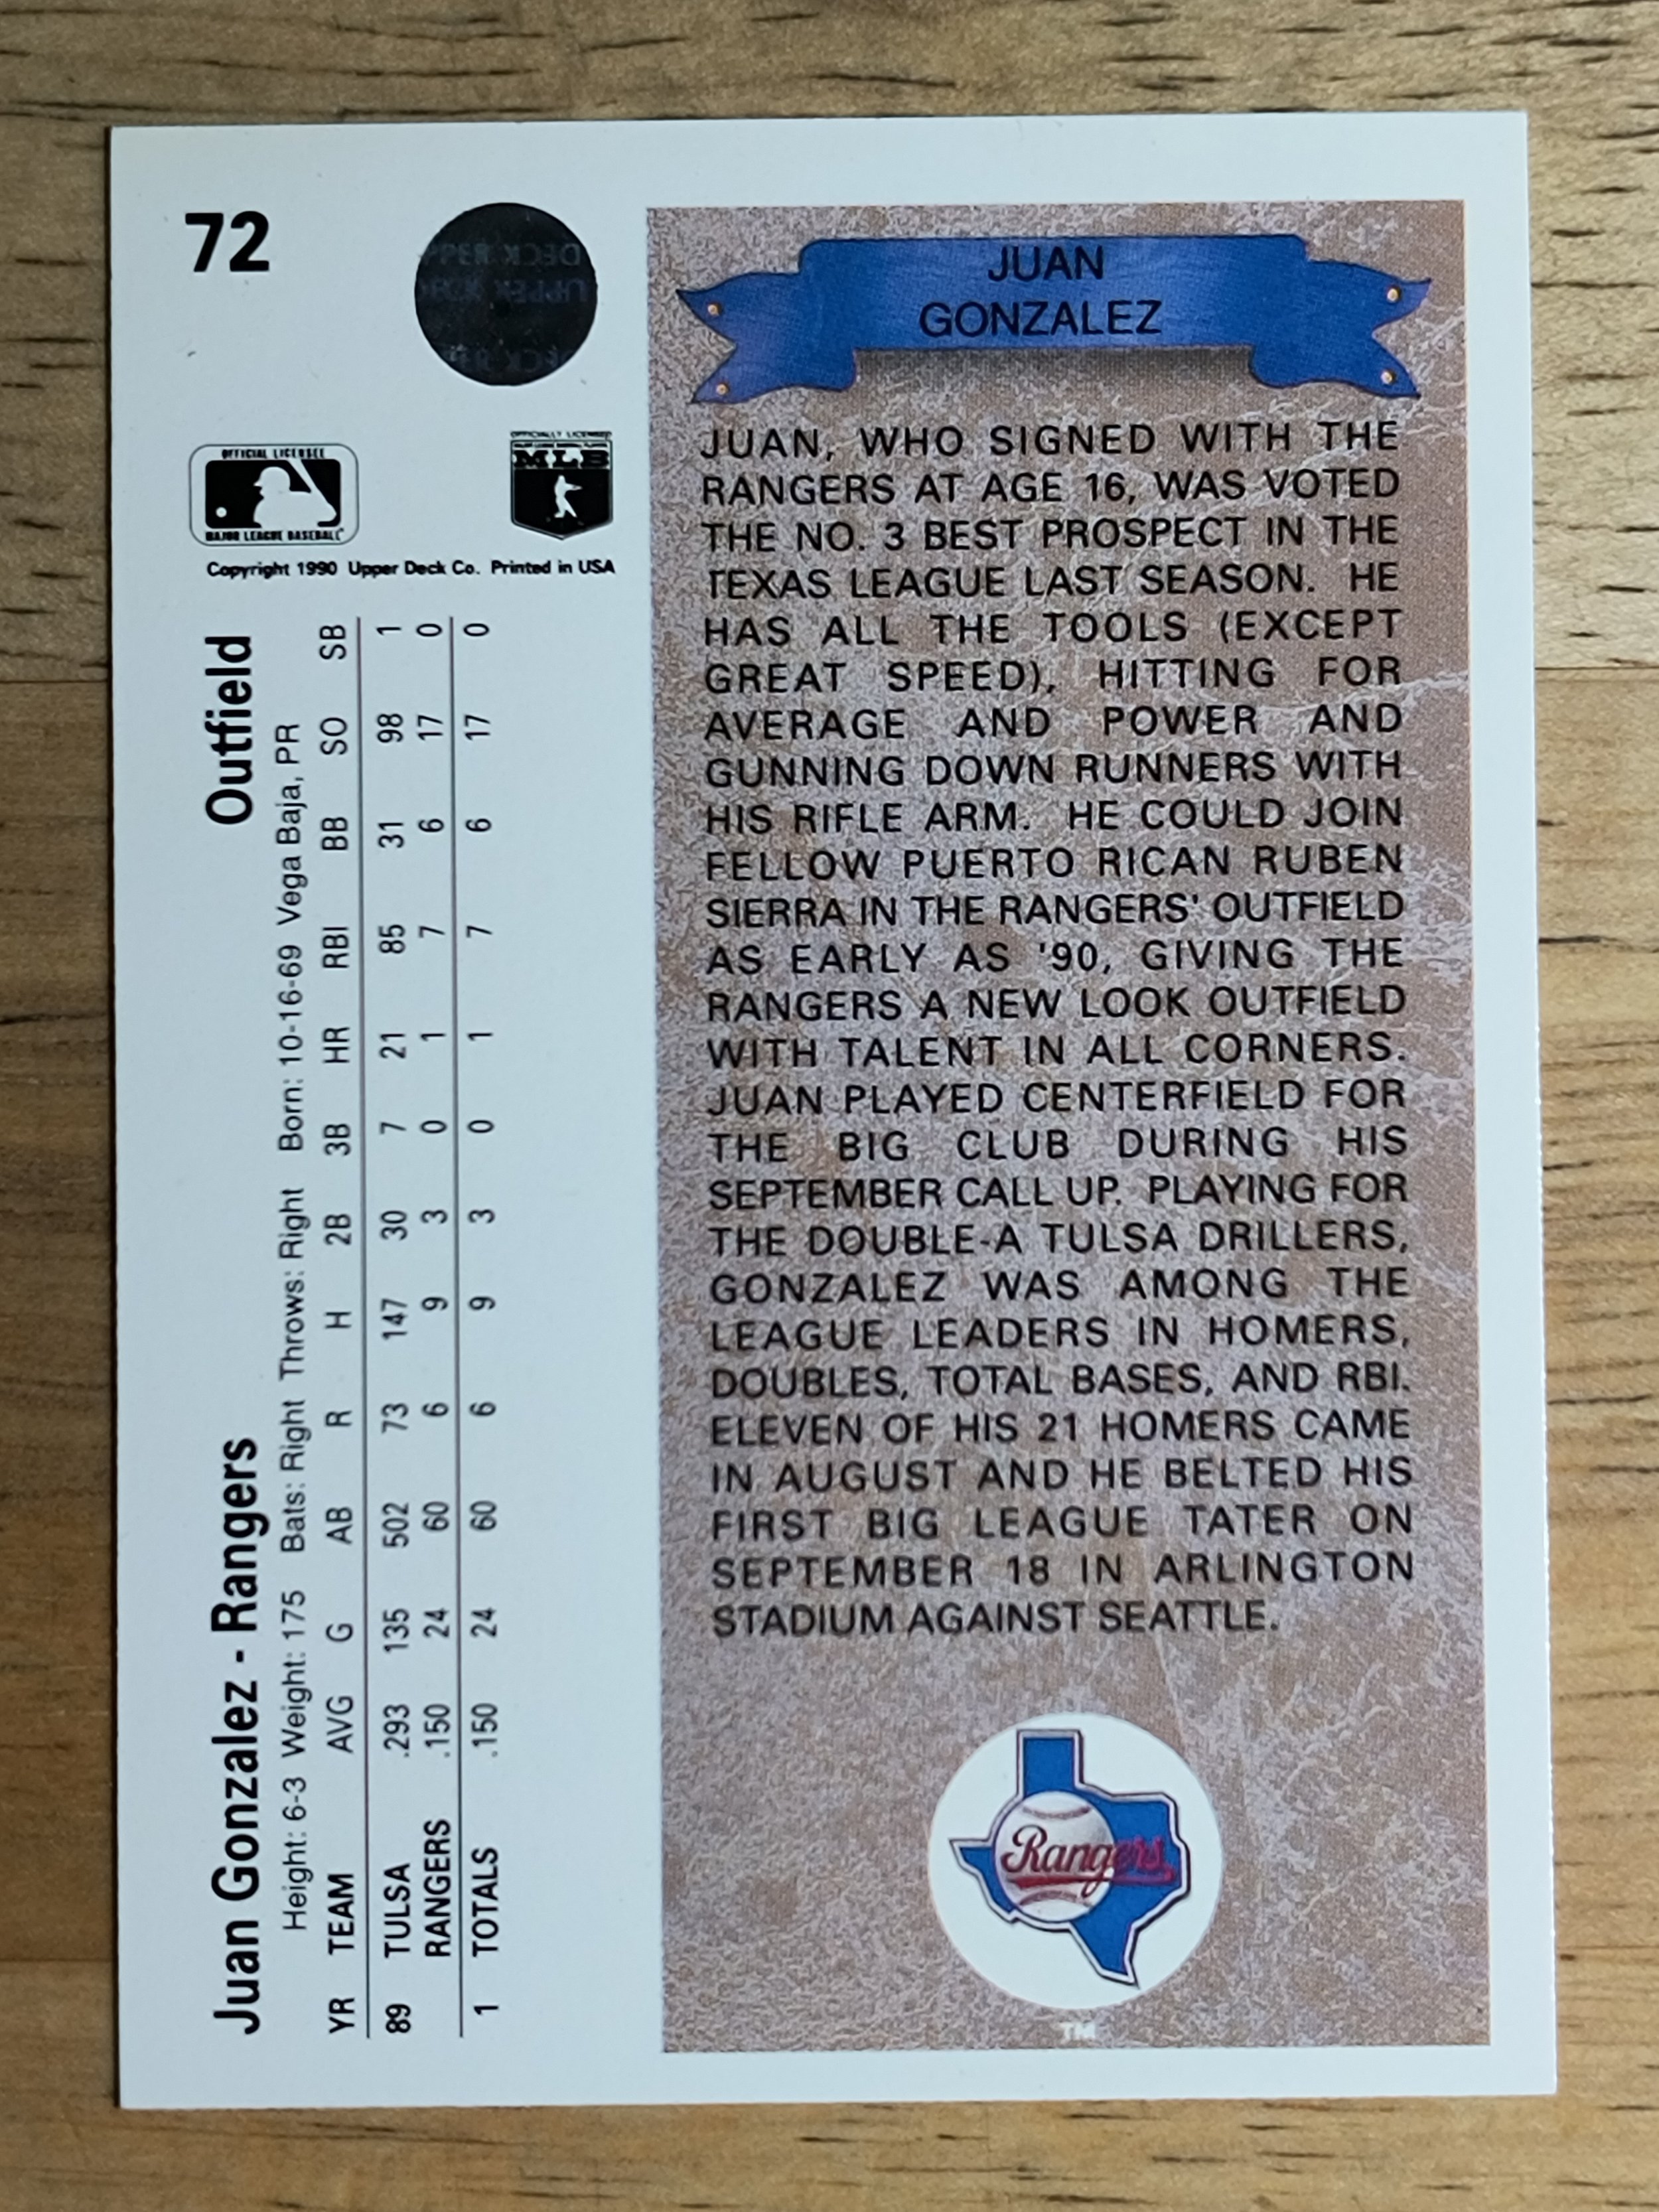 72
UPPER DECK
OFFICIAL LICENSEE
MAJOR LEAGUE BASEBALL
OFFICIALLY LICENSED
MLB
Copyright 1990 Upper Deck Co. Printed in USA
Juan Gonzalez - Rangers Outfield
Height: 6-3 Weight: 175 Bats: Right Throws: Right Born: 10-16-69 Vega Baja, PR
YR TEAM AVG G AB R H 2B 3B HR RBI BB SO SB
89 TULSA .293 135 502 73 147 30 7 21 85 31 98 1
RANGERS .150 24 60 6 9 3 0 1 7 6 17 0
1 TOTALS .150 24 60 6 9 3 0 1 7 6 17 0
JUAN
GONZALEZ
JUAN, WHO SIGNED WITH THE
RANGERS AT AGE 16, WAS VOTED
THE NO. 3 BEST PROSPECT IN THE
TEXAS LEAGUE LAST SEASON. HE
HAS ALL THE TOOLS (EXCEPT
GREAT SPEED), HITTING FOR
AVERAGE AND POWER AND
GUNNING DOWN RUNNERS WITH
HIS RIFLE ARM. HE COULD JOIN
FELLOW PUERTO RICAN RUBEN
SIERRA IN THE RANGERS' OUTFIELD
AS EARLY AS '90, GIVING THE
RANGERS A NEW LOOK OUTFIELD
WITH TALENT IN ALL CORNERS.
JUAN PLAYED CENTERFIELD FOR
THE BIG CLUB DURING HIS
SEPTEMBER CALL UP. PLAYING FOR
THE DOUBLE-A TULSA DRILLERS,
GONZALEZ WAS AMONG THE
LEAGUE LEADERS IN HOMERS,
DOUBLES, TOTAL BASES, AND RBI.
ELEVEN OF HIS 21 HOMERS CAME
IN AUGUST AND HE BELTED HIS
FIRST BIG LEAGUE TATER ON
SEPTEMBER 18 IN ARLINGTON
STADIUM AGAINST SEATTLE.
Rangers
TM